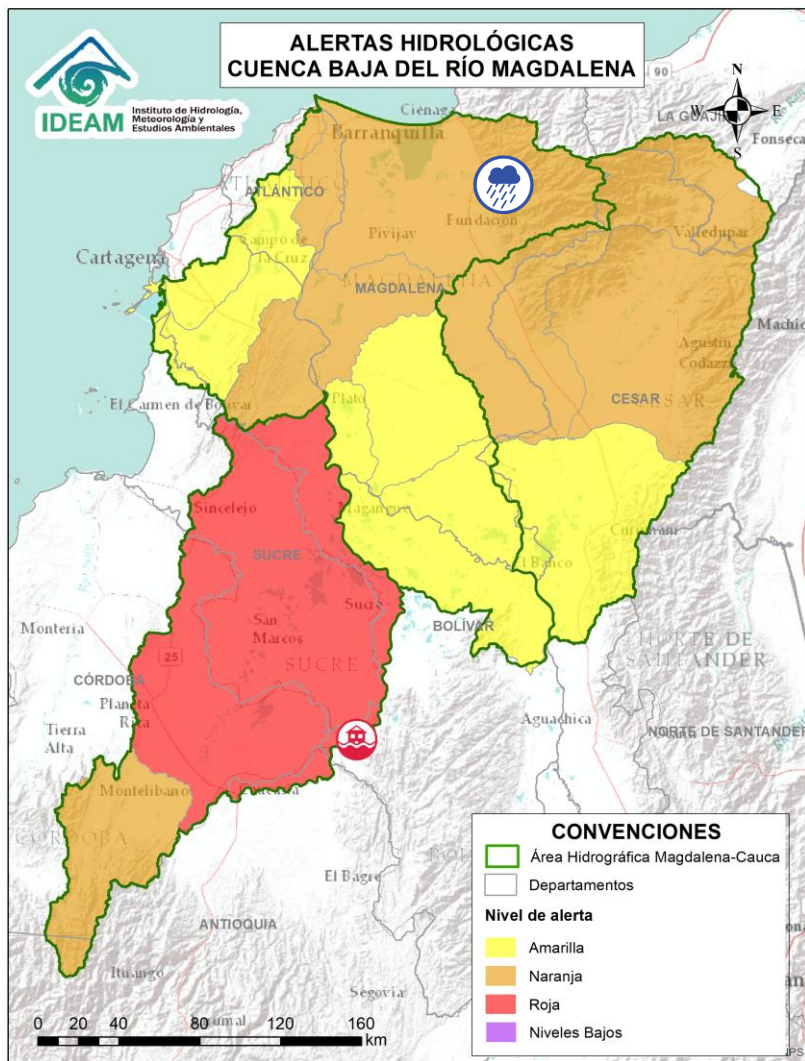 ALERTAS HIDROLÓGICAS
CUENCA BAJA DEL RÍO MAGDALENA
IDEAM
Instituto de Hidrología,
Meteorología y
Estudios Ambientales
N
W
E
S
90
LA GUAJI
Ciénaga
Fonseca
Barranquilla
ATLÁNTICO
Fundación
Pivijay
Valledupar
Campo de
la Cruz
Cartagena
MAGDALENA
MAGDALENA
Agustín
Codazzi
El Carmen de Bolívar
Plato
CESAR
Sincelejo
Magangué
SUCRE
El Banco
Sucre
San
Marcos
BOLÍVAR
Montería
SUCRE
25
NORTE DE
SANTANDER
CÓRDOBA
Planeta
Rica
Aguachica
Tierra
Alta
NORTE DE SANTANDER
Montelíbano
CÓRDOBA
El Bagre
ANTIOQUIA
Ituango
Segovia
CONVENCIONES
Área Hidrográfica Magdalena-Cauca
Departamentos
Nivel de alerta
Amarilla
Naranja
Roja
Niveles Bajos
0 20 40 80 120 160
km